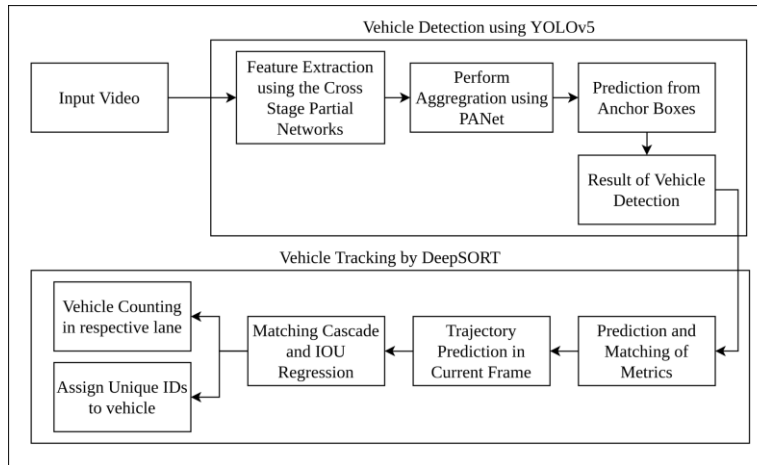 Vehicle Detection using YOLOv5
Input Video
Feature Extraction
using the Cross
Stage Partial
Networks
Perform
Aggregration using
PANet
Prediction from
Anchor Boxes
Result of Vehicle
Detection
Vehicle Tracking by DeepSORT
Vehicle Counting
in respective lane
Assign Unique IDs
to vehicle
Matching Cascade
and IOU
Regression
Trajectory
Prediction in
Current Frame
Prediction and
Matching of
Metrics